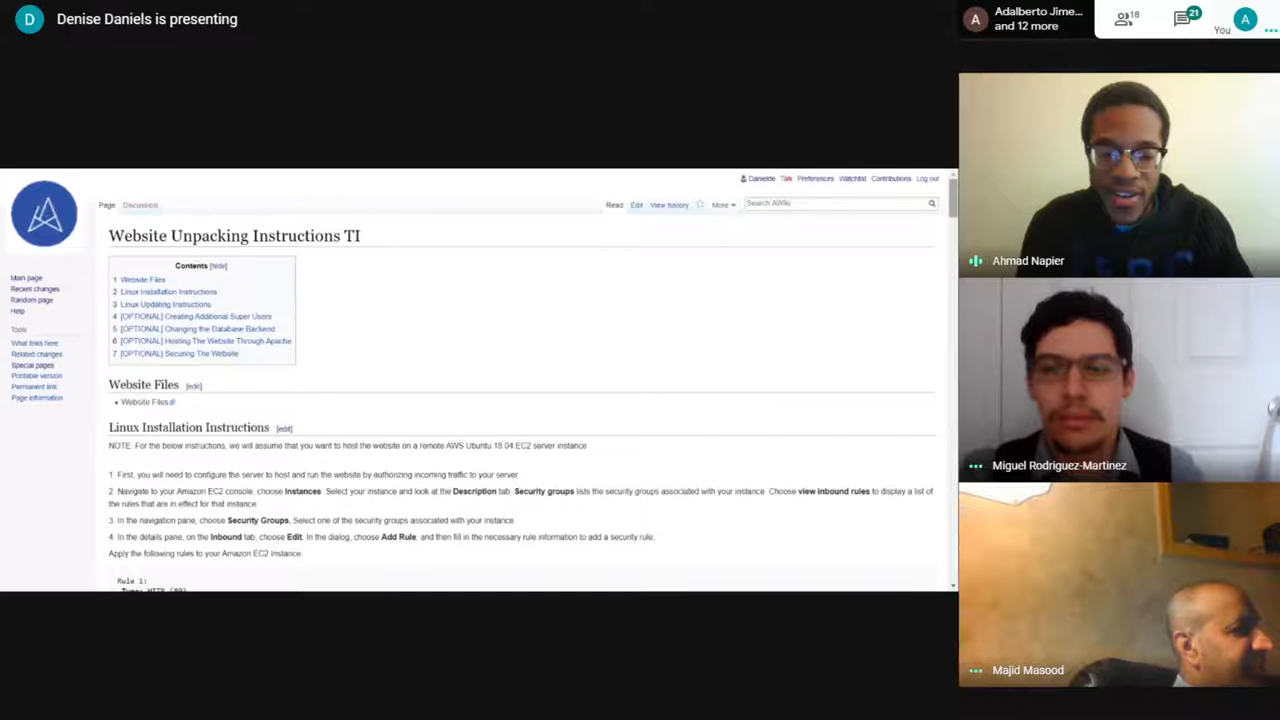 D
Denise Daniels is presenting
A
Adalberto Jime...
and 12 more
18
21
You
A
Danielde Talk Preferences Watchlist Contributions Log out
Page Discussion
Read Edit View history More Search AWiki
Website Unpacking Instructions TI
Contents [hide]
1 Website Files
2 Linux Installation Instructions
3 Linux Updating Instructions
4 [OPTIONAL] Creating Additional Super Users
5 [OPTIONAL] Changing the Database Backend
6 [OPTIONAL] Hosting The Website Through Apache
7 [OPTIONAL] Securing The Website
Main page
Recent changes
Random page
Help
Tools
What links here
Related changes
Special pages
Printable version
Permanent link
Page information
Website Files [edit]
Website Files
Linux Installation Instructions [edit]
NOTE: For the below instructions, we will assume that you want to host the website on a remote AWS Ubuntu 18.04 EC2 server instance
1. First, you will need to configure the server to host and run the website by authorizing incoming traffic to your server
2. Navigate to your Amazon EC2 console, choose Instances. Select your instance and look at the Description tab; Security groups lists the security groups associated with your instance. Choose view inbound rules to display a list of
the rules that are in effect for that instance.
3. In the navigation pane, choose Security Groups. Select one of the security groups associated with your instance.
4. In the details pane, on the Inbound tab, choose Edit. In the dialog, choose Add Rule, and then fill in the necessary rule information to add a security rule.
Apply the following rules to your Amazon EC2 Instance.
Rule 1:
Type: HTTP (80)
Ahmad Napier
Miguel Rodriguez-Martinez
Majid Masood